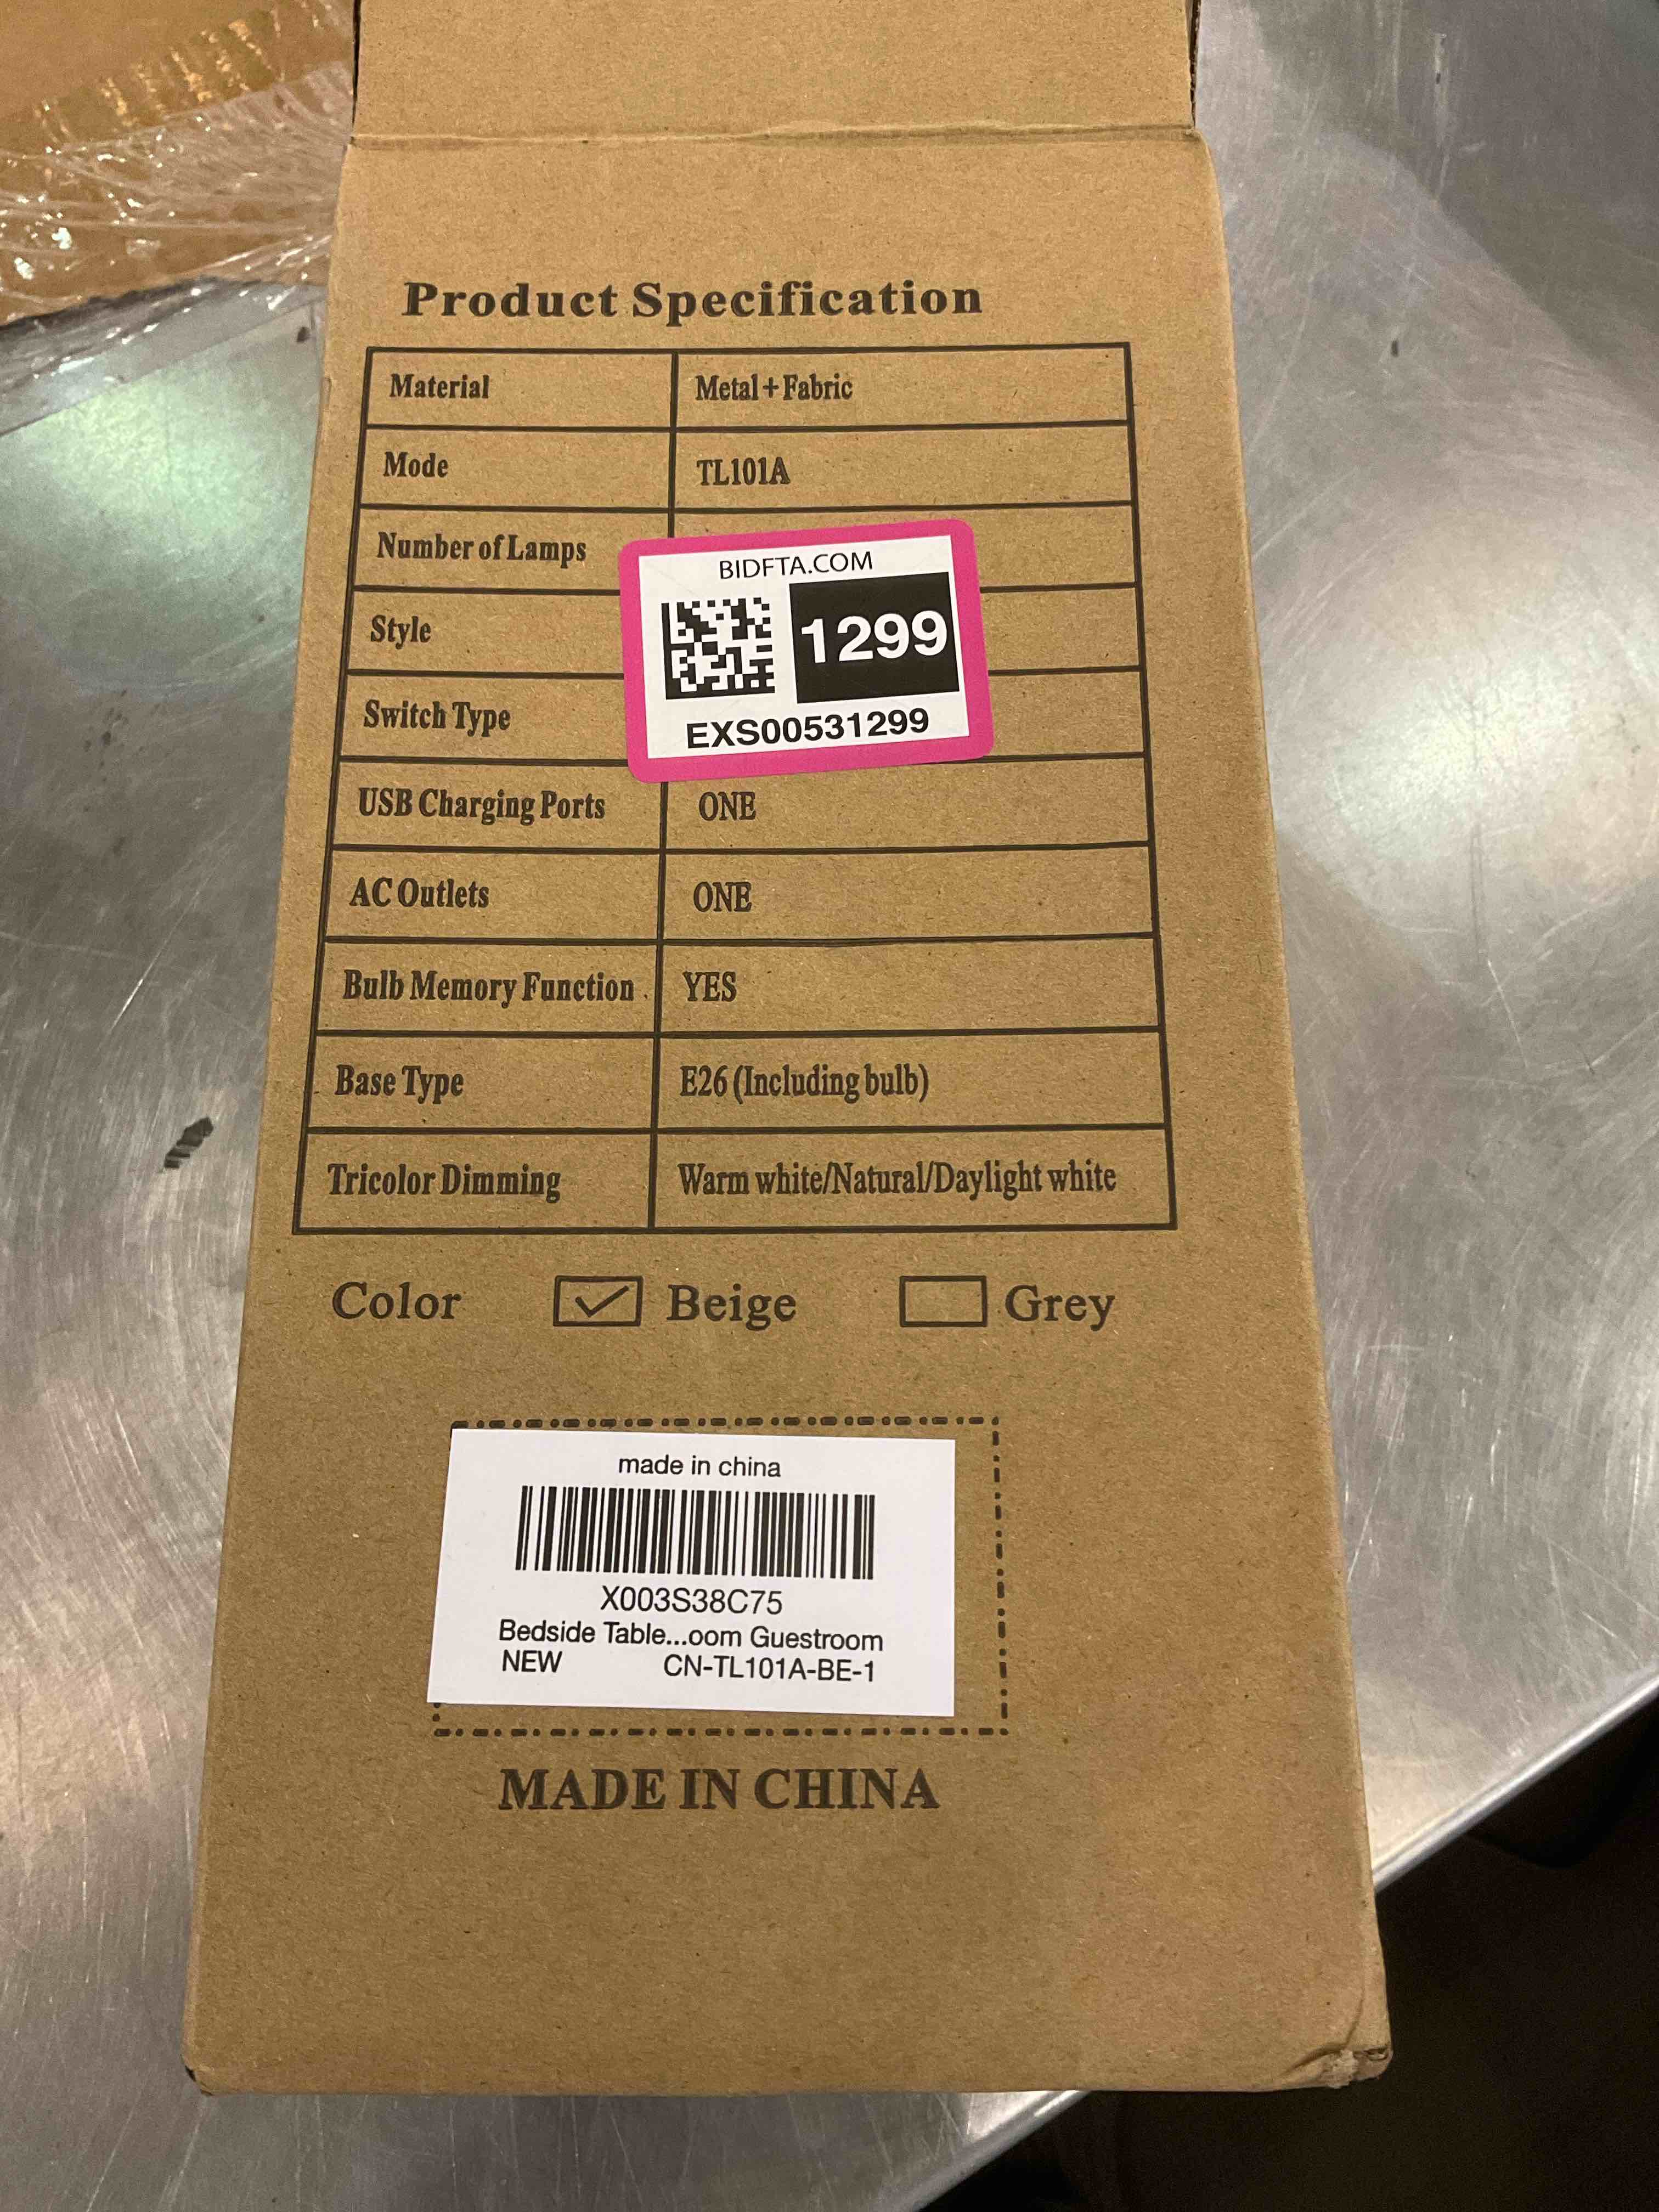 Product Specification
Material Metal+Fabric
Mode TL101A
Number of Lamps
Style
Switch Type
BIDFTA.COM
1299
EXS00531299
USB Charging Ports ONE
AC Outlets ONE
Bulb Memory Function YES
Base Type E26 (Including bulb)
Tricolor Dimming Warm white/Natural/Daylight white
Color Beige Grey
made in china
X003S38C75
Bedside Table...oom Guestroom
NEW CN-TL101A-BE-1
MADE IN CHINA